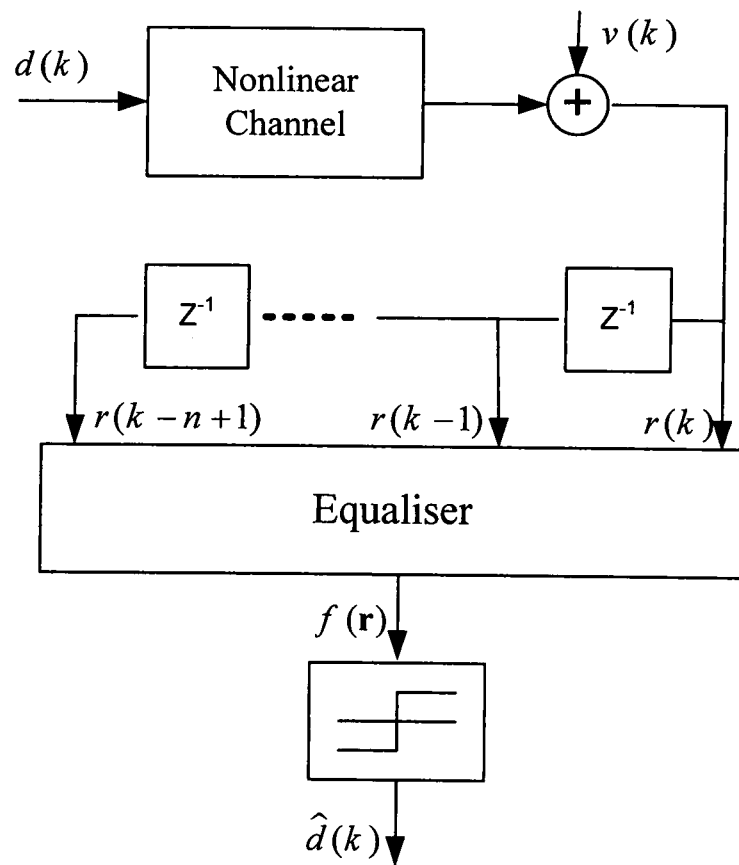 d(k)
Nonlinear
Channel
v(k)
+
Z⁻¹
Z⁻¹
r(k − n + 1)
r(k − 1)
r(k)
Equaliser
f(r)
d̂(k)